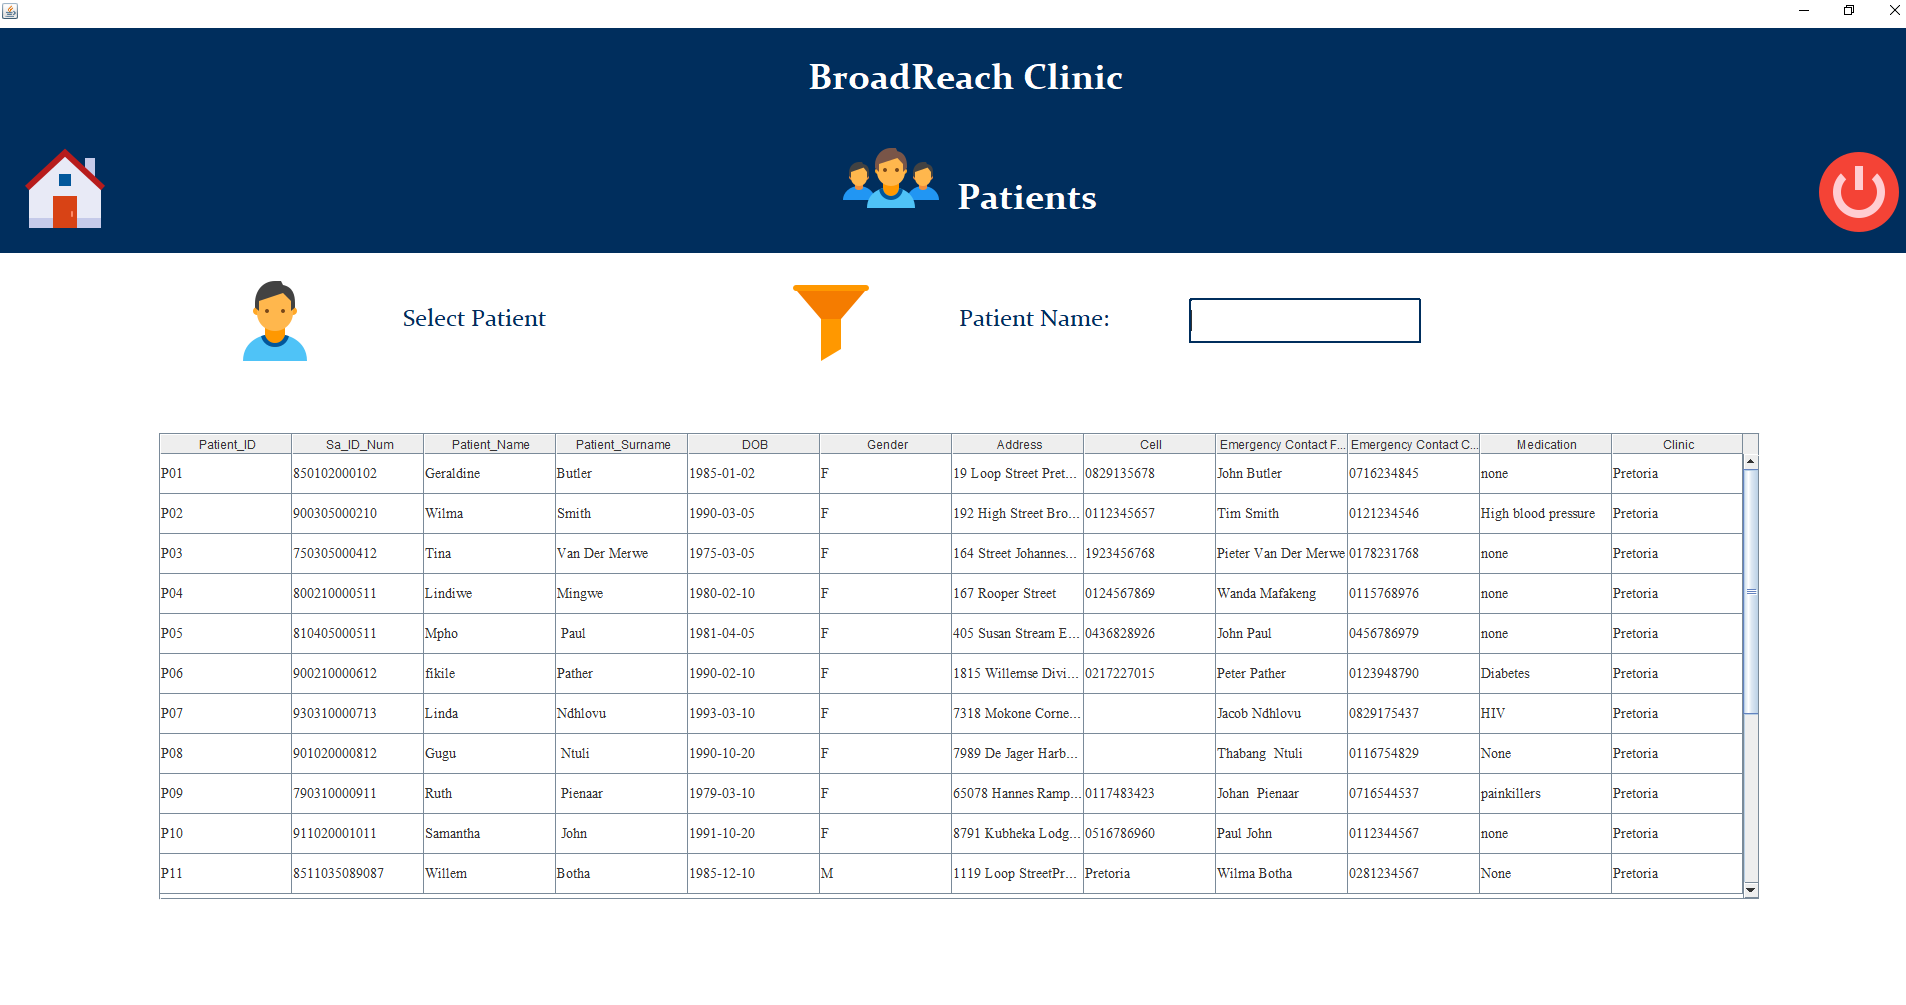 BroadReach Clinic
Patients
Select Patient
Patient Name:
Patient_ID Sa_ID_Num Patient_Name Patient_Surname DOB Gender Address Cell Emergency Contact F... Emergency Contact C... Medication Clinic
P01 850102000102 Geraldine Butler 1985-01-02 F 19 Loop Street Pret... 0829135678 John Butler 0716234845 none Pretoria
P02 900305000210 Wilma Smith 1990-03-05 F 192 High Street Bro... 0112345657 Tim Smith 0121234546 High blood pressure Pretoria
P03 750305000412 Tina Van Der Merwe 1975-03-05 F 164 Street Johannes... 1923456768 Pieter Van Der Merwe 0178231768 none Pretoria
P04 800210000511 Lindiwe Mingwe 1980-02-10 F 167 Rooper Street 0124567869 Wanda Mafakeng 0115768976 none Pretoria
P05 810405000511 Mpho Paul 1981-04-05 F 405 Susan Stream E... 0436828926 John Paul 0456786979 none Pretoria
P06 900210000612 fikile Pather 1990-02-10 F 1815 Willemse Divi... 0217227015 Peter Pather 0123948790 Diabetes Pretoria
P07 930310000713 Linda Ndhlovu 1993-03-10 F 7318 Mokone Corne... Jacob Ndhlovu 0829175437 HIV Pretoria
P08 901020000812 Gugu Ntuli 1990-10-20 F 7989 De Jager Harb... Thabang Ntuli 0116754829 None Pretoria
P09 790310000911 Ruth Pienaar 1979-03-10 F 65078 Hannes Ramp... 0117483423 Johan Pienaar 0716544537 painkillers Pretoria
P10 911020001011 Samantha John 1991-10-20 F 8791 Kubheka Lodg... 0516786960 Paul John 0112344567 none Pretoria
P11 8511035089087 Willem Botha 1985-12-10 M 1119 Loop StreetPr... Pretoria Wilma Botha 0281234567 None Pretoria